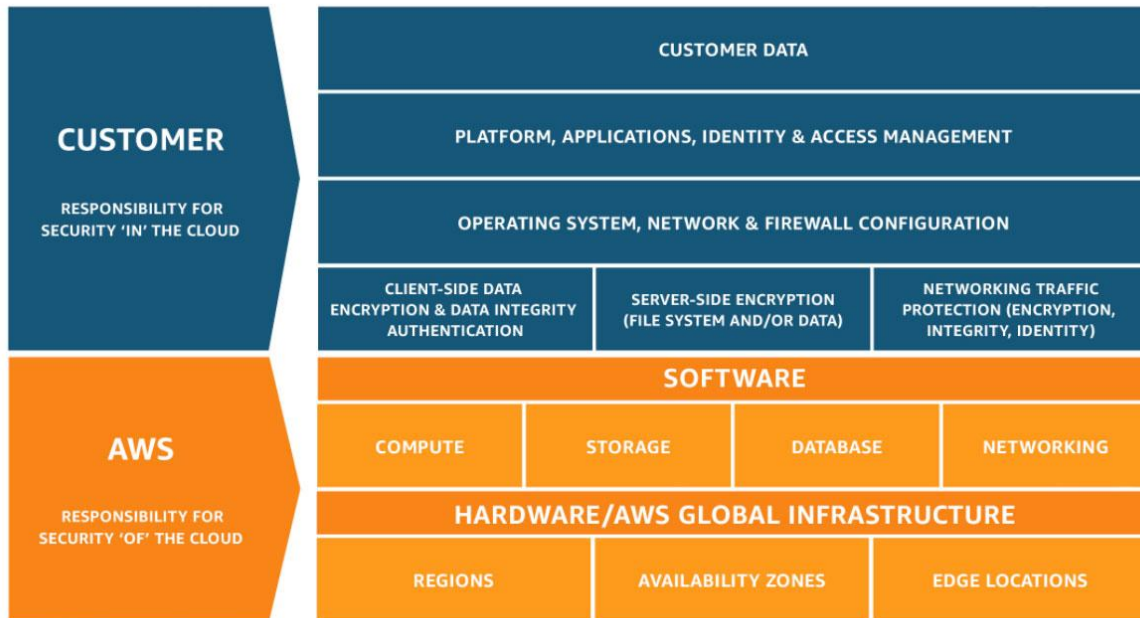 CUSTOMER
RESPONSIBILITY FOR
SECURITY ‘IN’ THE CLOUD
CUSTOMER DATA
PLATFORM, APPLICATIONS, IDENTITY & ACCESS MANAGEMENT
OPERATING SYSTEM, NETWORK & FIREWALL CONFIGURATION
CLIENT-SIDE DATA
ENCRYPTION & DATA INTEGRITY
AUTHENTICATION
SERVER-SIDE ENCRYPTION
(FILE SYSTEM AND/OR DATA)
NETWORKING TRAFFIC
PROTECTION (ENCRYPTION,
INTEGRITY, IDENTITY)
AWS
RESPONSIBILITY FOR
SECURITY ‘OF’ THE CLOUD
SOFTWARE
COMPUTE
STORAGE
DATABASE
NETWORKING
HARDWARE/AWS GLOBAL INFRASTRUCTURE
REGIONS
AVAILABILITY ZONES
EDGE LOCATIONS